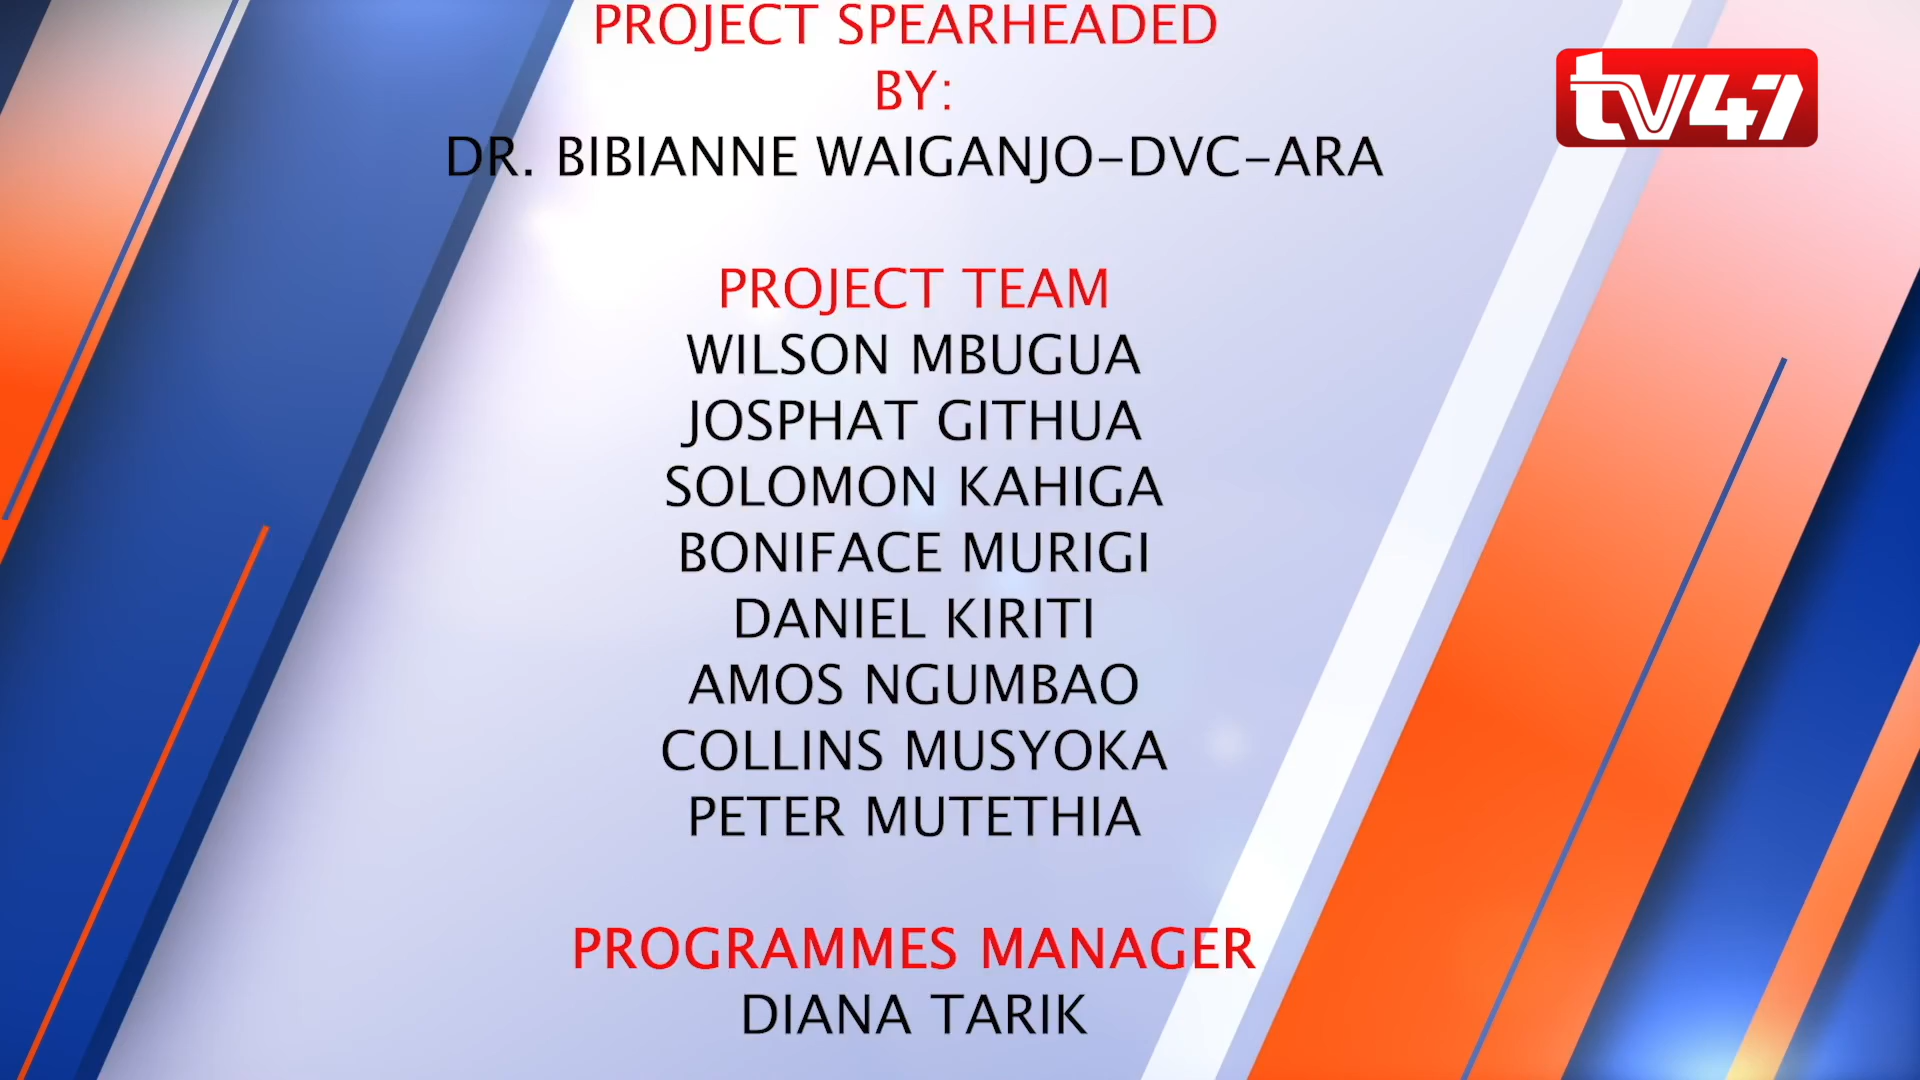 PROJECT SPEARHEADED
BY:
DR. BIBIANNE WAIGANJO-DVC-ARA
tv47
PROJECT TEAM
WILSON MBUGUA
JOSPHAT GITHUA
SOLOMON KAHIGA
BONIFACE MURIGI
DANIEL KIRITI
AMOS NGUMBAO
COLLINS MUSYOKA
PETER MUTETHIA
PROGRAMMES MANAGER
DIANA TARIK